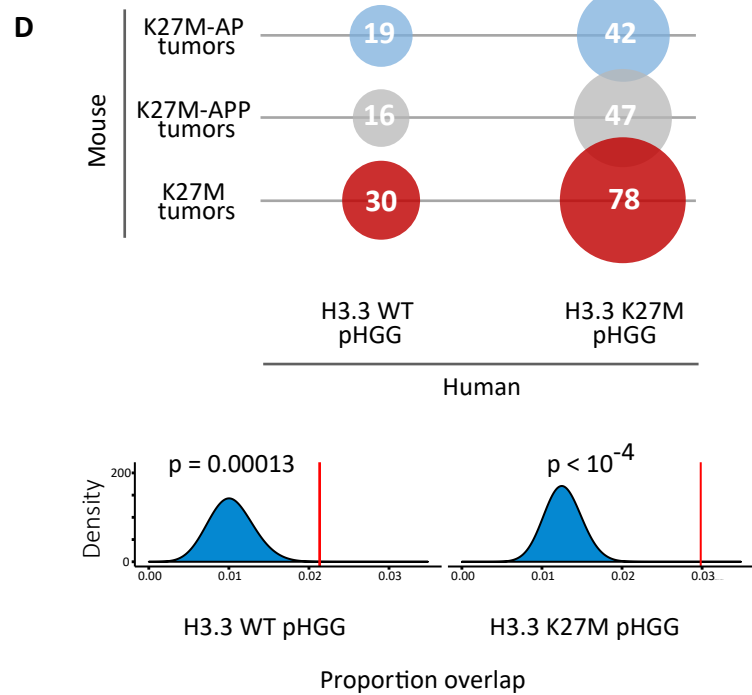 D
K27M-AP
tumors
19
42
Mouse
K27M-APP
tumors
16
47
K27M
tumors
30
78
H3.3 WT
pHGG
H3.3 K27M
pHGG
Human
p = 0.00013
p < 10^-4
Density
200
0
0.00 0.01 0.02 0.03
0.00 0.01 0.02 0.03
H3.3 WT pHGG
H3.3 K27M pHGG
Proportion overlap